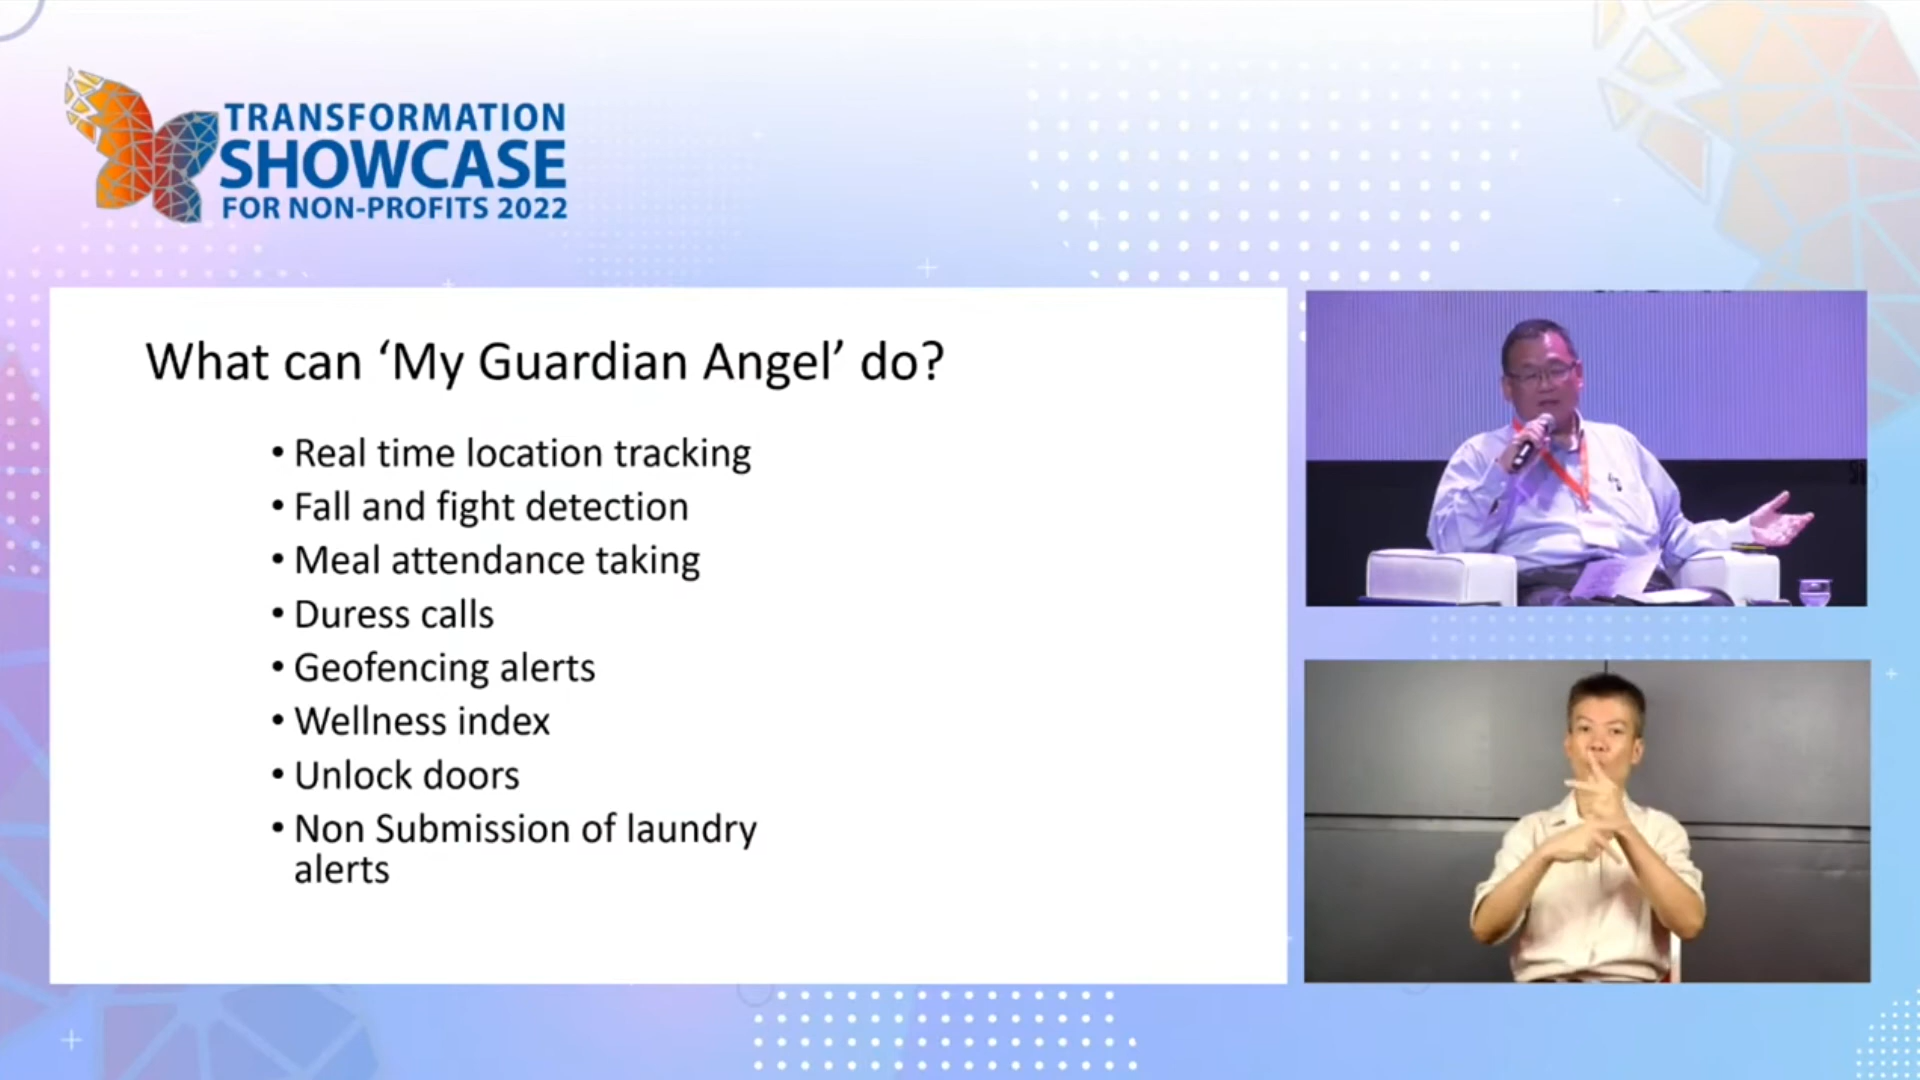 TRANSFORMATION
SHOWCASE
FOR NON-PROFITS 2022
What can ‘My Guardian Angel’ do?
• Real time location tracking
• Fall and fight detection
• Meal attendance taking
• Duress calls
• Geofencing alerts
• Wellness index
• Unlock doors
• Non Submission of laundry
alerts